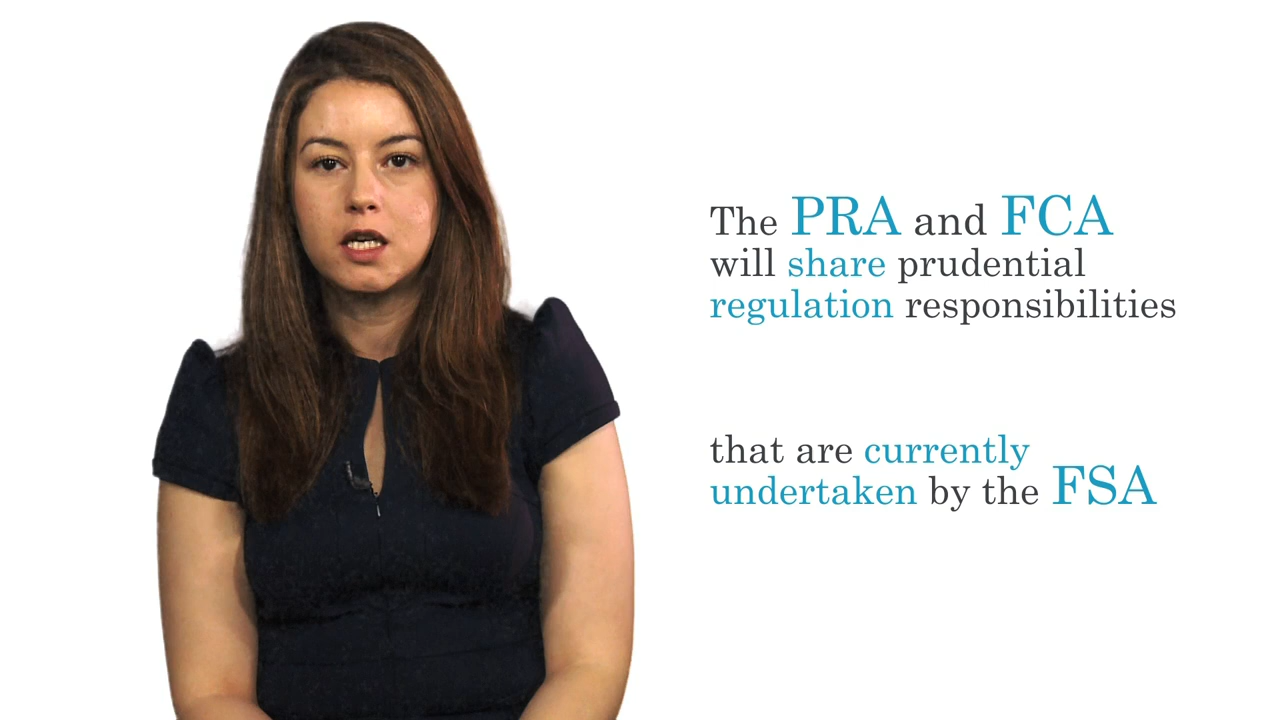 The PRA and FCA
will share prudential
regulation responsibilities
that are currently
undertaken by the FSA